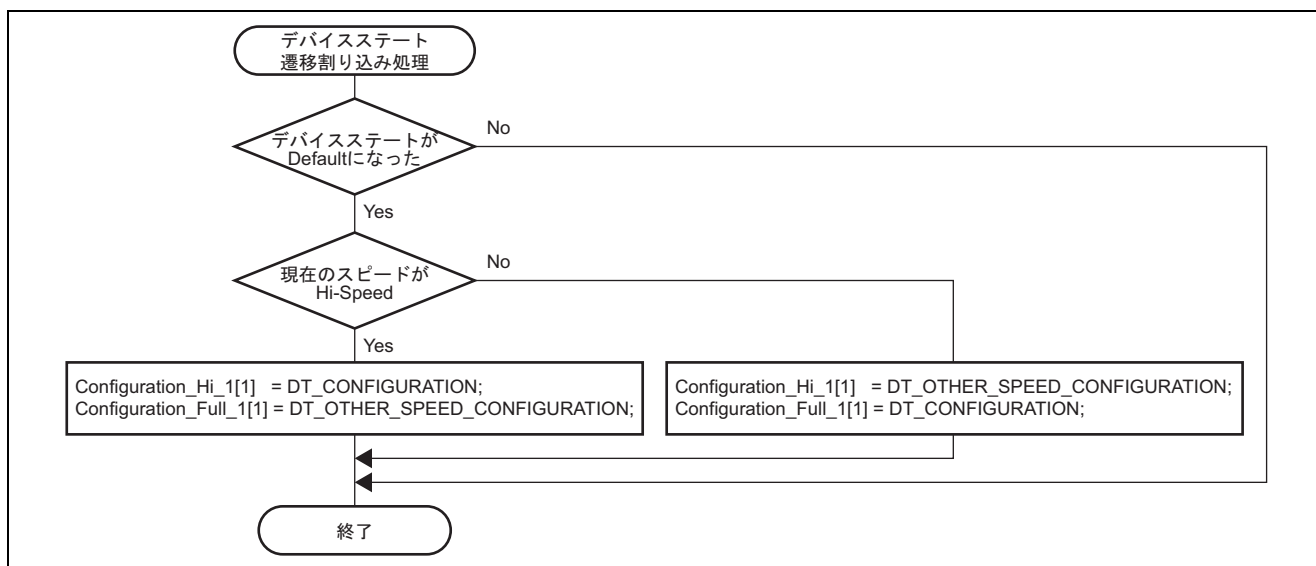 デバイスステート
遷移割り込み処理
デバイスステートが
Defaultになった
No
Yes
現在のスピードが
Hi-Speed
No
Yes
Configuration_Hi_1[1] = DT_CONFIGURATION;
Configuration_Full_1[1] = DT_OTHER_SPEED_CONFIGURATION;
Configuration_Hi_1[1] = DT_OTHER_SPEED_CONFIGURATION;
Configuration_Full_1[1] = DT_CONFIGURATION;
終了